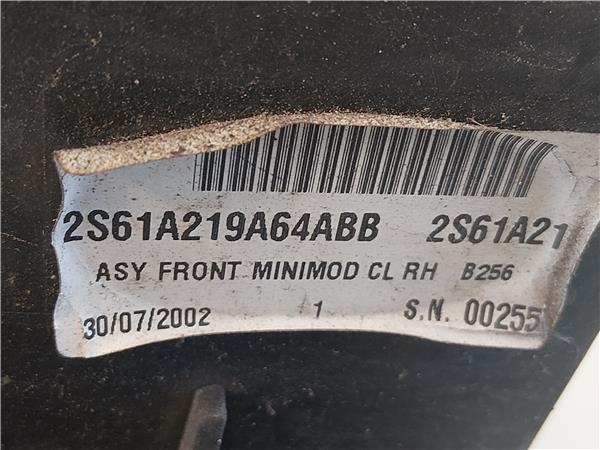 2S61A219A64ABB 2S61A21
ASY FRONT MINIMOD CL RH B256
30/07/2002 1 S.N. 00255